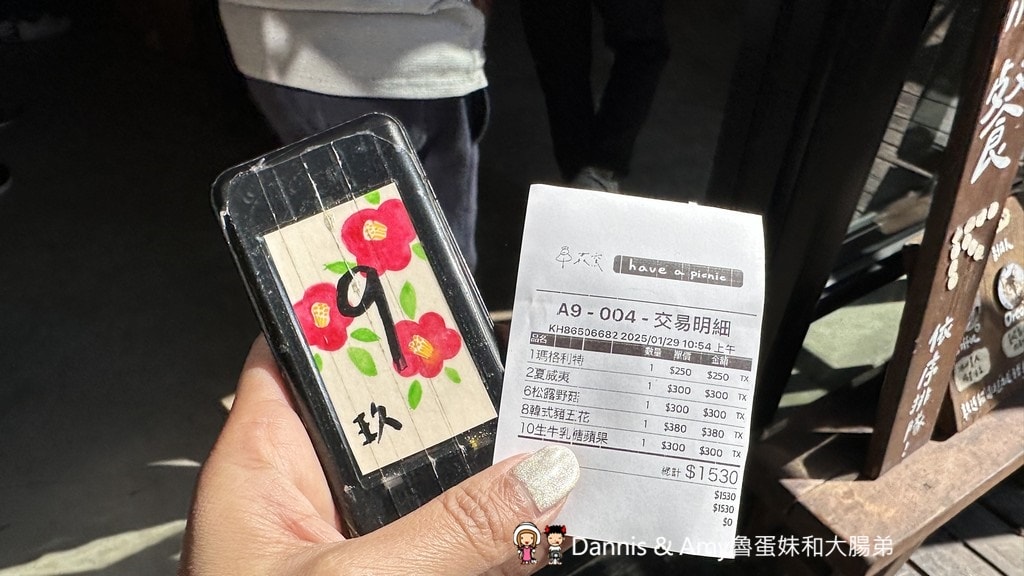 9
玖
have a picnic
A9 - 004 - 交易明細
KH86506682 2025/01/29 10:54 上午
品名 數量 單價 金額
1瑪格利特 1 $250 $250 TX
2夏威夷 1 $300 $300 TX
6松露野菇 1 $300 $300 TX
8韓式豬五花 1 $380 $380 TX
10生牛乳糖蘋果 1 $300 $300 TX
總計 $1530
$1530
$1530
$0
餐
依序排隊
Dannis & Amy魯蛋妹和大腸弟